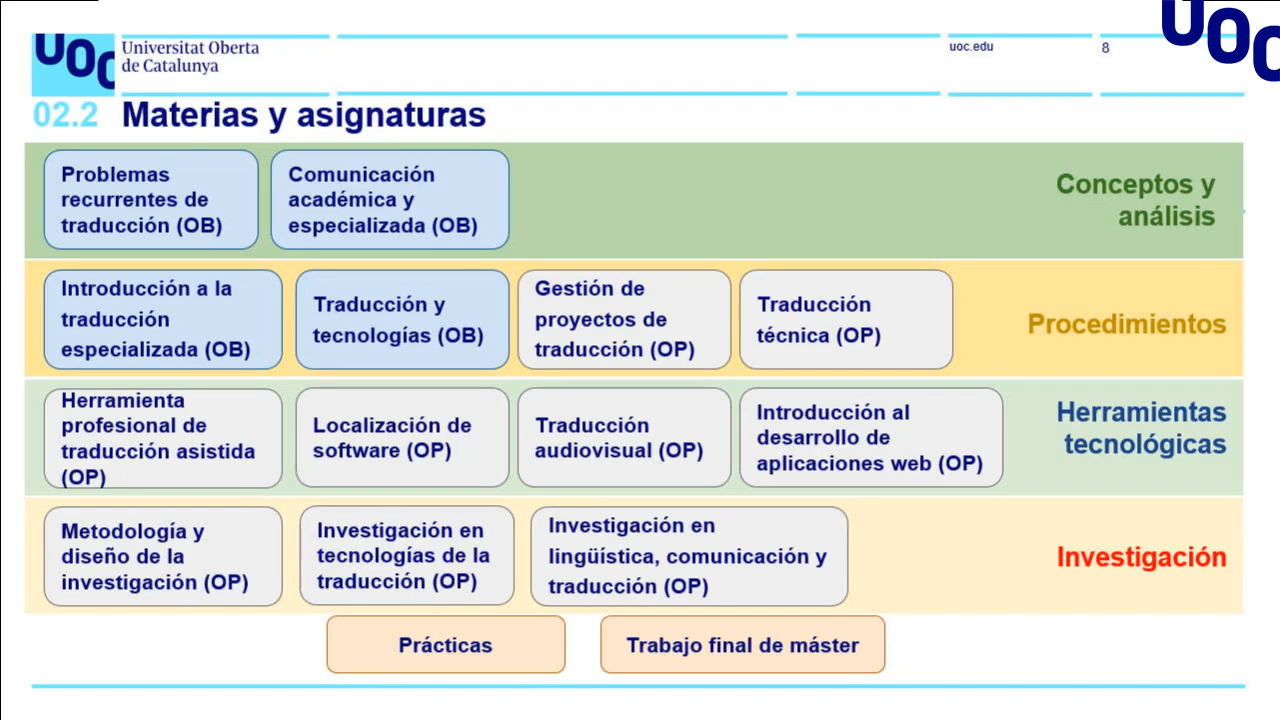 UOC
Universitat Oberta
de Catalunya
uoc.edu
8
UOC
02.2 Materias y asignaturas
Problemas
recurrentes de
traducción (OB)
Comunicación
académica y
especializada (OB)
Conceptos y
análisis
Introducción a la
traducción
especializada (OB)
Traducción y
tecnologías (OB)
Gestión de
proyectos de
traducción (OP)
Traducción
técnica (OP)
Procedimientos
Herramienta
profesional de
traducción asistida
(OP)
Localización de
software (OP)
Traducción
audiovisual (OP)
Introducción al
desarrollo de
aplicaciones web (OP)
Herramientas
tecnológicas
Metodología y
diseño de la
investigación (OP)
Investigación en
tecnologías de la
traducción (OP)
Investigación en
lingüística, comunicación y
traducción (OP)
Investigación
Prácticas
Trabajo final de máster